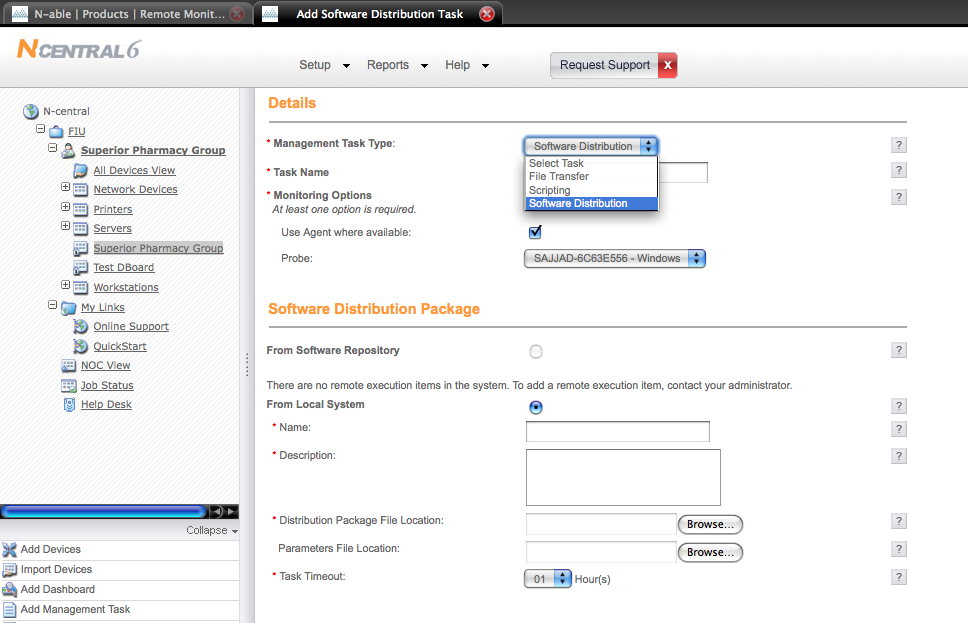 N-able | Products | Remote Monit...
Add Software Distribution Task
NCENTRAL 6
Setup
Reports
Help
Request Support X
N-central
FIU
Superior Pharmacy Group
All Devices View
Network Devices
Printers
Servers
Superior Pharmacy Group
Test DBoard
Workstations
My Links
Online Support
QuickStart
NOC View
Job Status
Help Desk
Collapse
Add Devices
Import Devices
Add Dashboard
Add Management Task
Details
* Management Task Type:
Software Distribution
?
Select Task
File Transfer
Scripting
Software Distribution
* Task Name
?
* Monitoring Options
?
At least one option is required.
Use Agent where available:
Probe:
SAJJAD-6C63E556 - Windows
Software Distribution Package
From Software Repository
?
There are no remote execution items in the system. To add a remote execution item, contact your administrator.
From Local System
?
* Name:
?
* Description:
?
* Distribution Package File Location:
Browse...
?
Parameters File Location:
Browse...
?
* Task Timeout:
01 Hour(s)
?